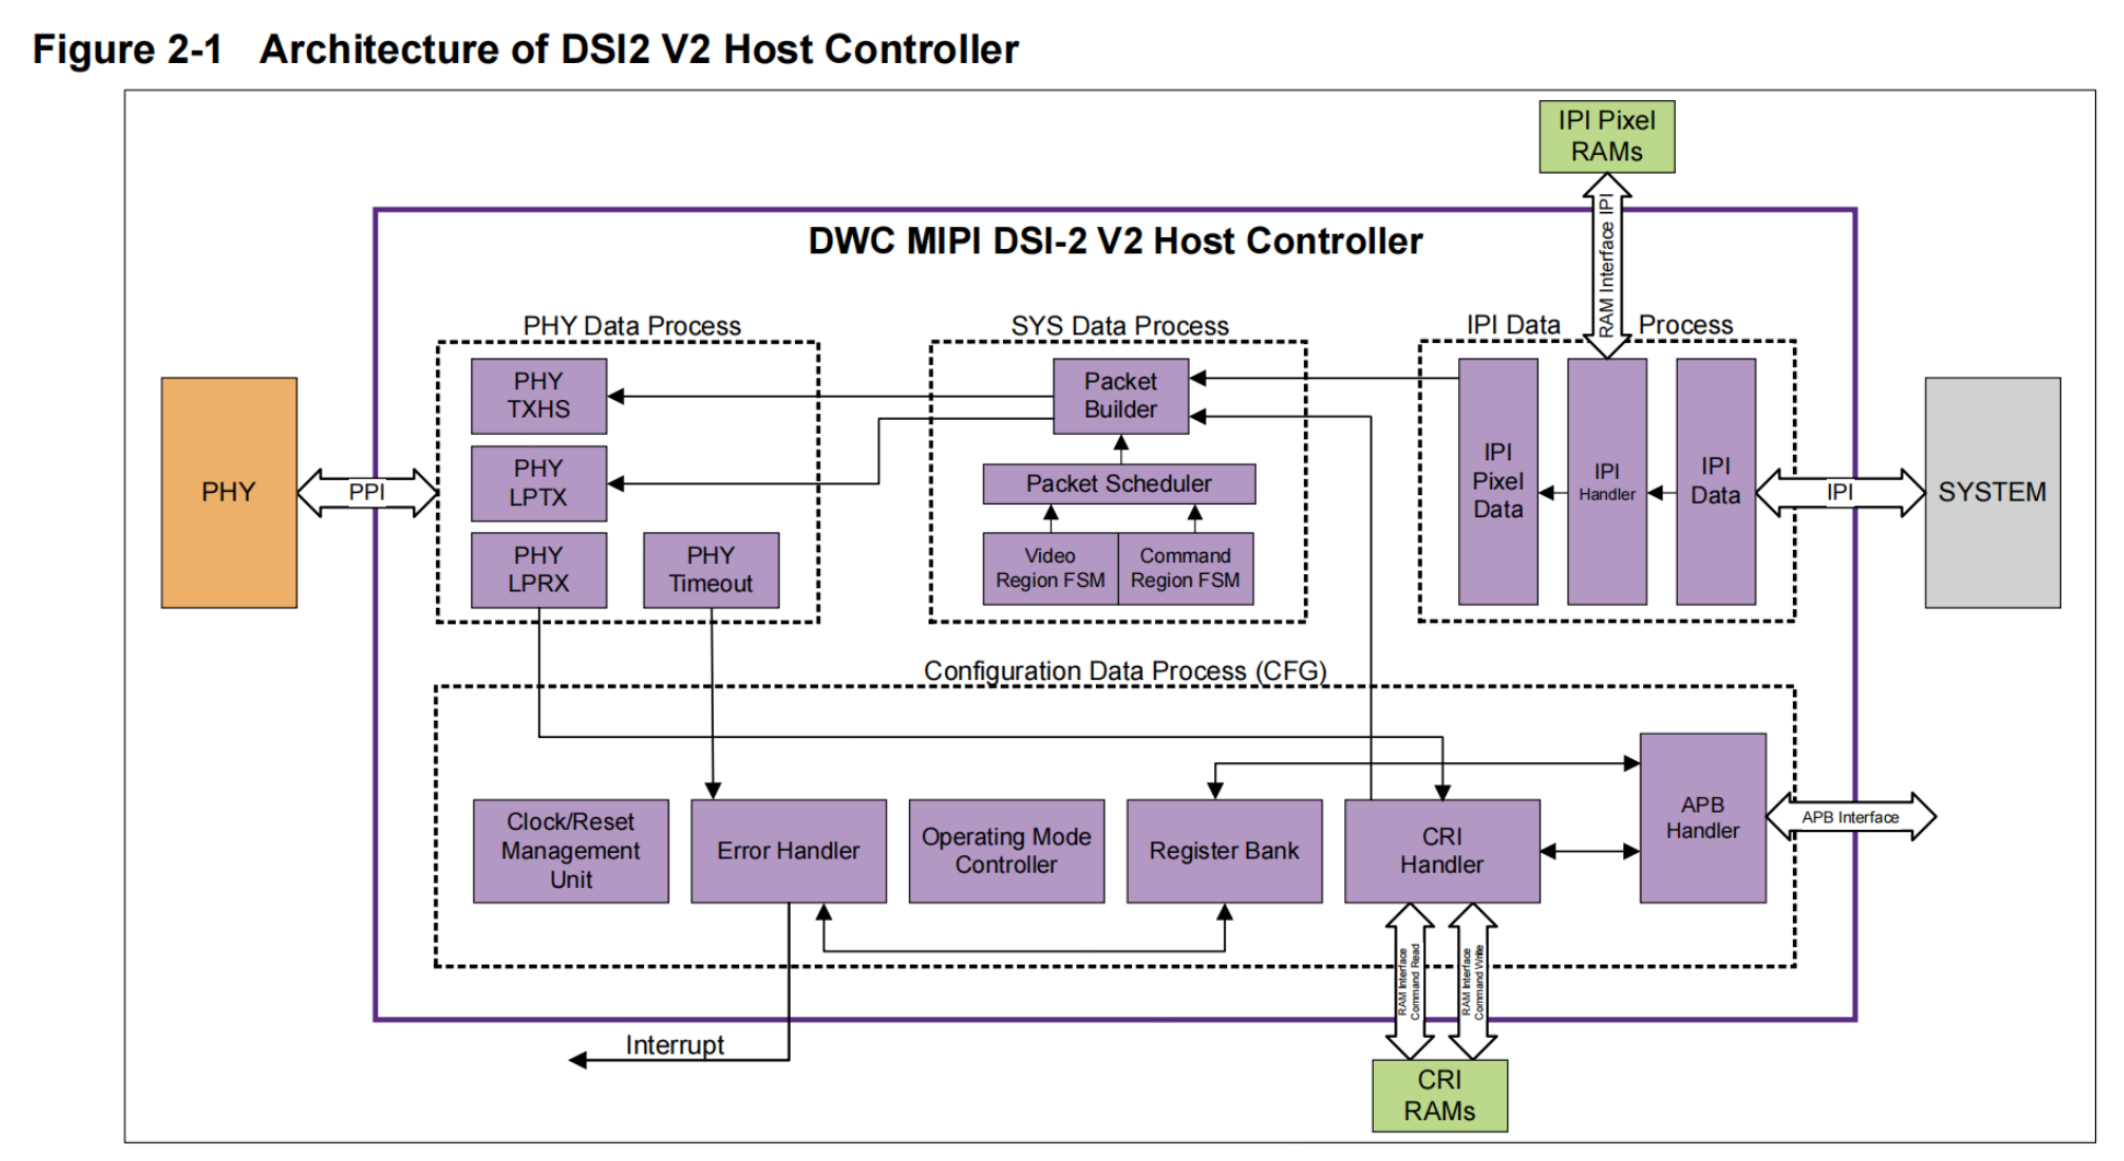 Figure 2-1 Architecture of DSI2 V2 Host Controller
IPI Pixel
RAMs
RAM Interface IPI
DWC MIPI DSI-2 V2 Host Controller
PHY Data Process
SYS Data Process
IPI Data Process
PHY
TXHS
PHY
LPTX
PHY
LPRX
PHY
Timeout
Packet
Builder
Packet Scheduler
Video
Region FSM
Command
Region FSM
IPI
Pixel
Data
IPI
Handler
IPI
Data
PHY
PPI
IPI
SYSTEM
Configuration Data Process (CFG)
Clock/Reset
Management
Unit
Error Handler
Operating Mode
Controller
Register Bank
CRI
Handler
APB
Handler
APB Interface
RAM Interface
Command Read
RAM Interface
Command Write
Interrupt
CRI
RAMs